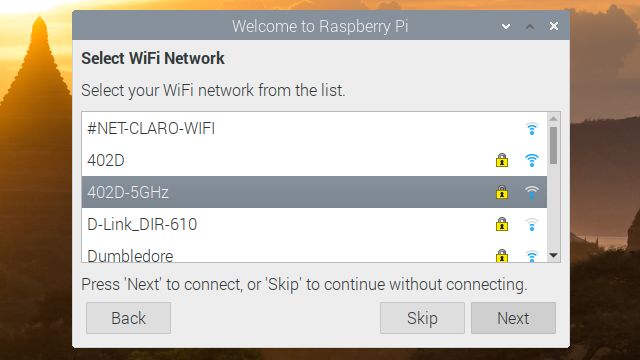 Welcome to Raspberry Pi
Select WiFi Network
Select your WiFi network from the list.
#NET-CLARO-WIFI
402D
402D-5GHz
D-Link_DIR-610
Dumbledore
Press 'Next' to connect, or 'Skip' to continue without connecting.
Back Skip Next